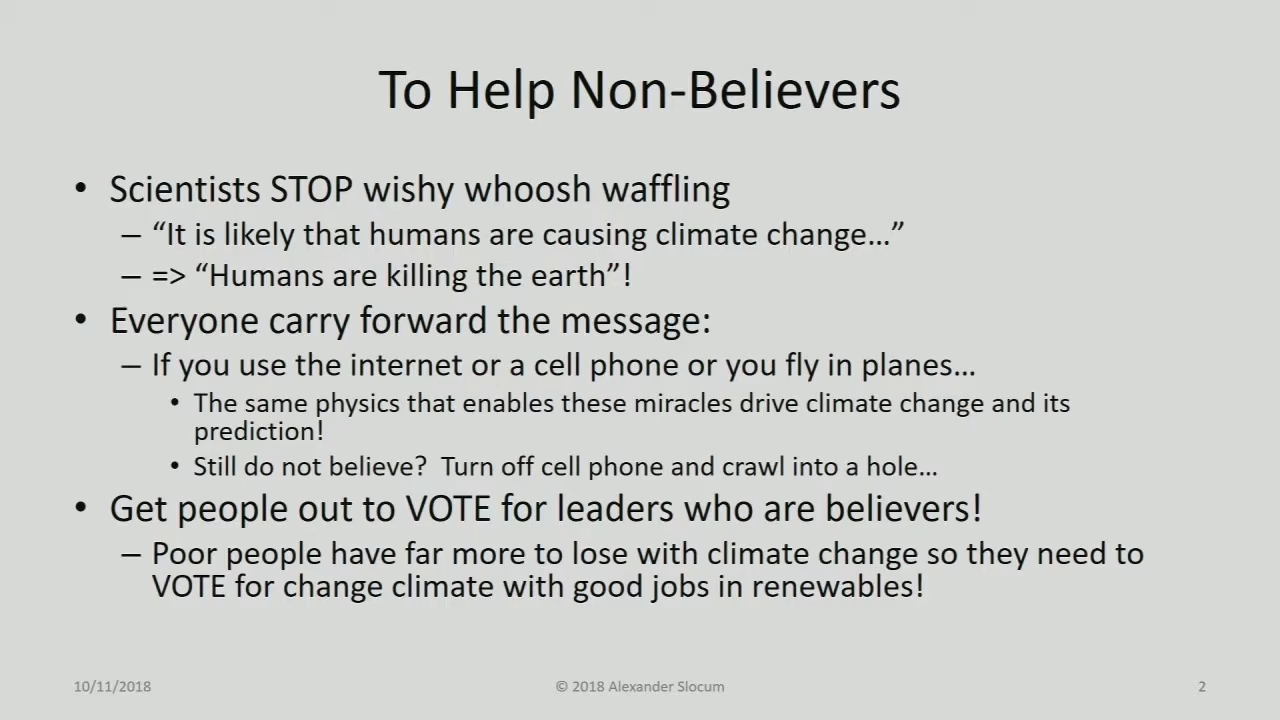 To Help Non-Believers
• Scientists STOP wishy whoosh waffling
– “It is likely that humans are causing climate change…”
– => “Humans are killing the earth”!
• Everyone carry forward the message:
– If you use the internet or a cell phone or you fly in planes…
• The same physics that enables these miracles drive climate change and its
prediction!
• Still do not believe?  Turn off cell phone and crawl into a hole…
• Get people out to VOTE for leaders who are believers!
– Poor people have far more to lose with climate change so they need to
VOTE for change climate with good jobs in renewables!
10/11/2018
© 2018 Alexander Slocum
2